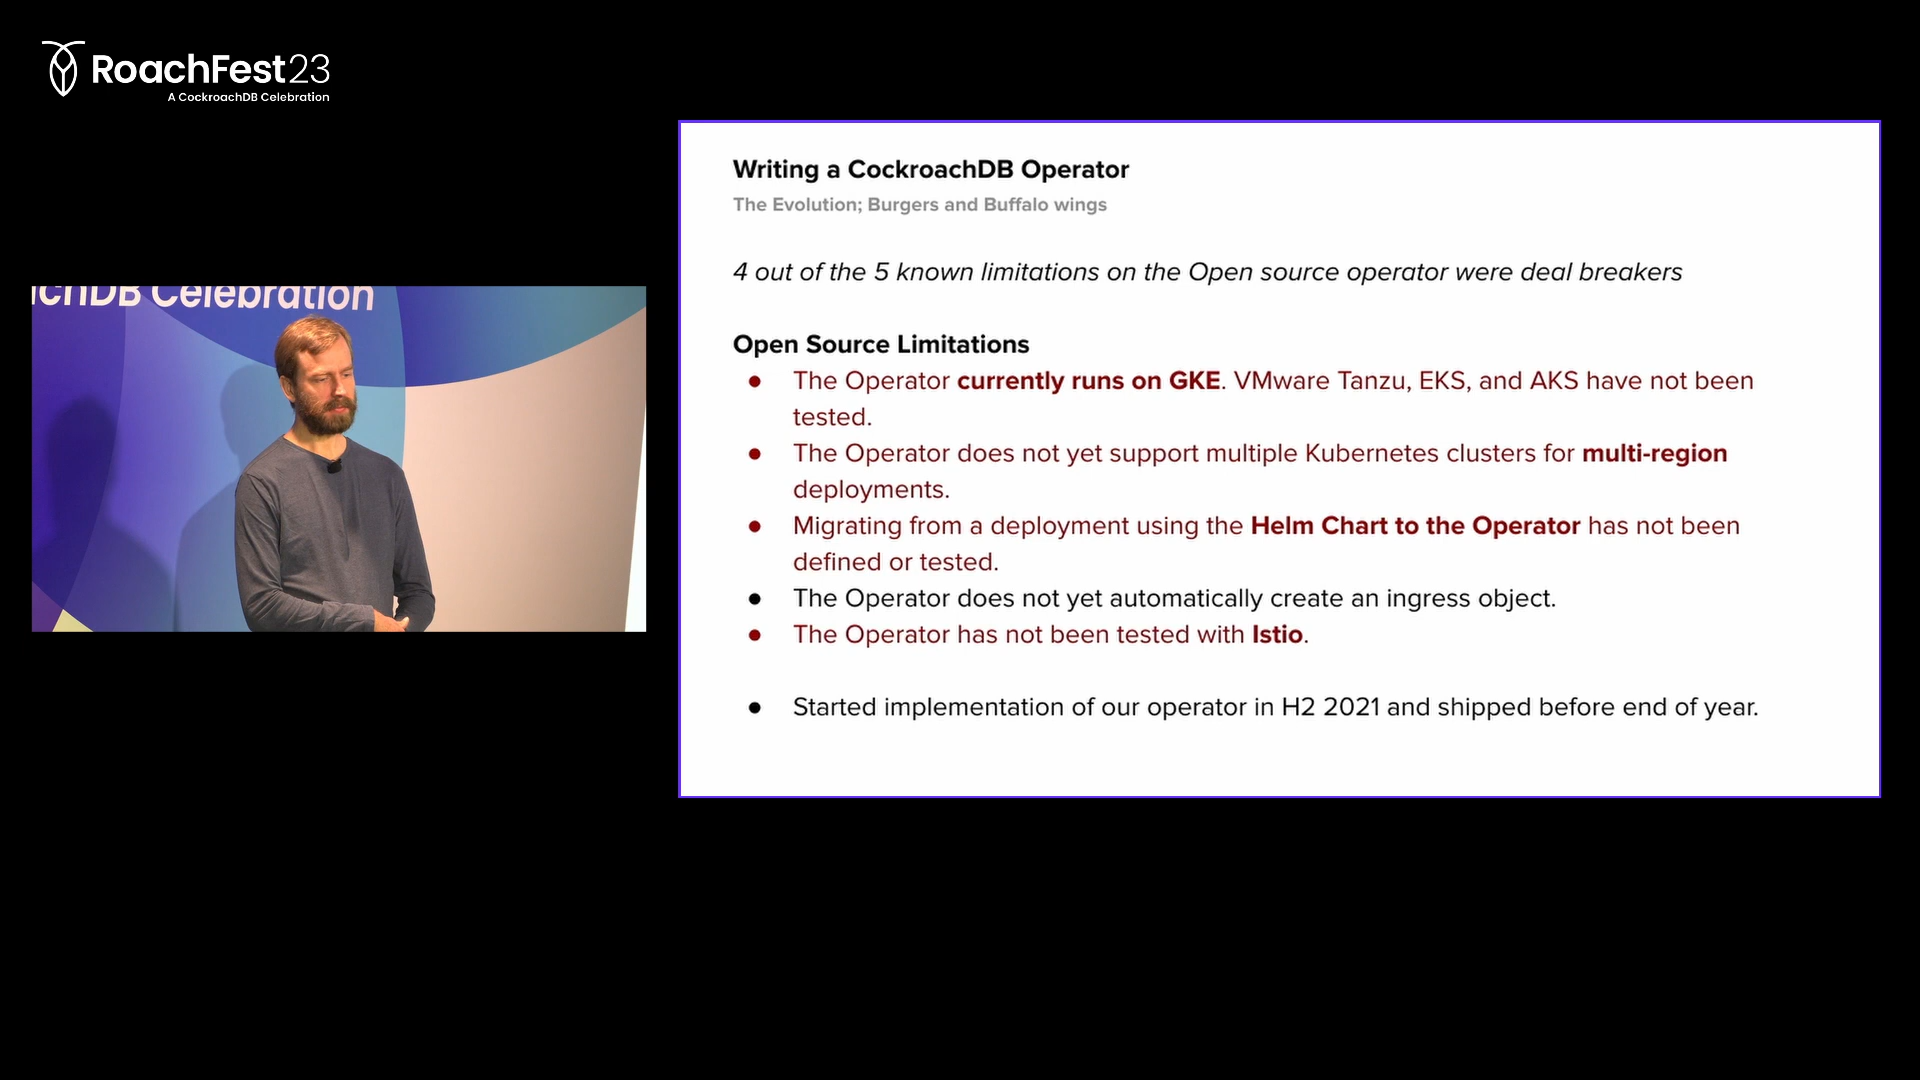 RoachFest23
A CockroachDB Celebration
Writing a CockroachDB Operator
The Evolution; Burgers and Buffalo wings
4 out of the 5 known limitations on the Open source operator were deal breakers
Open Source Limitations
● The Operator currently runs on GKE. VMware Tanzu, EKS, and AKS have not been
tested.
● The Operator does not yet support multiple Kubernetes clusters for multi-region
deployments.
● Migrating from a deployment using the Helm Chart to the Operator has not been
defined or tested.
● The Operator does not yet automatically create an ingress object.
● The Operator has not been tested with Istio.
● Started implementation of our operator in H2 2021 and shipped before end of year.
chDB Celebration